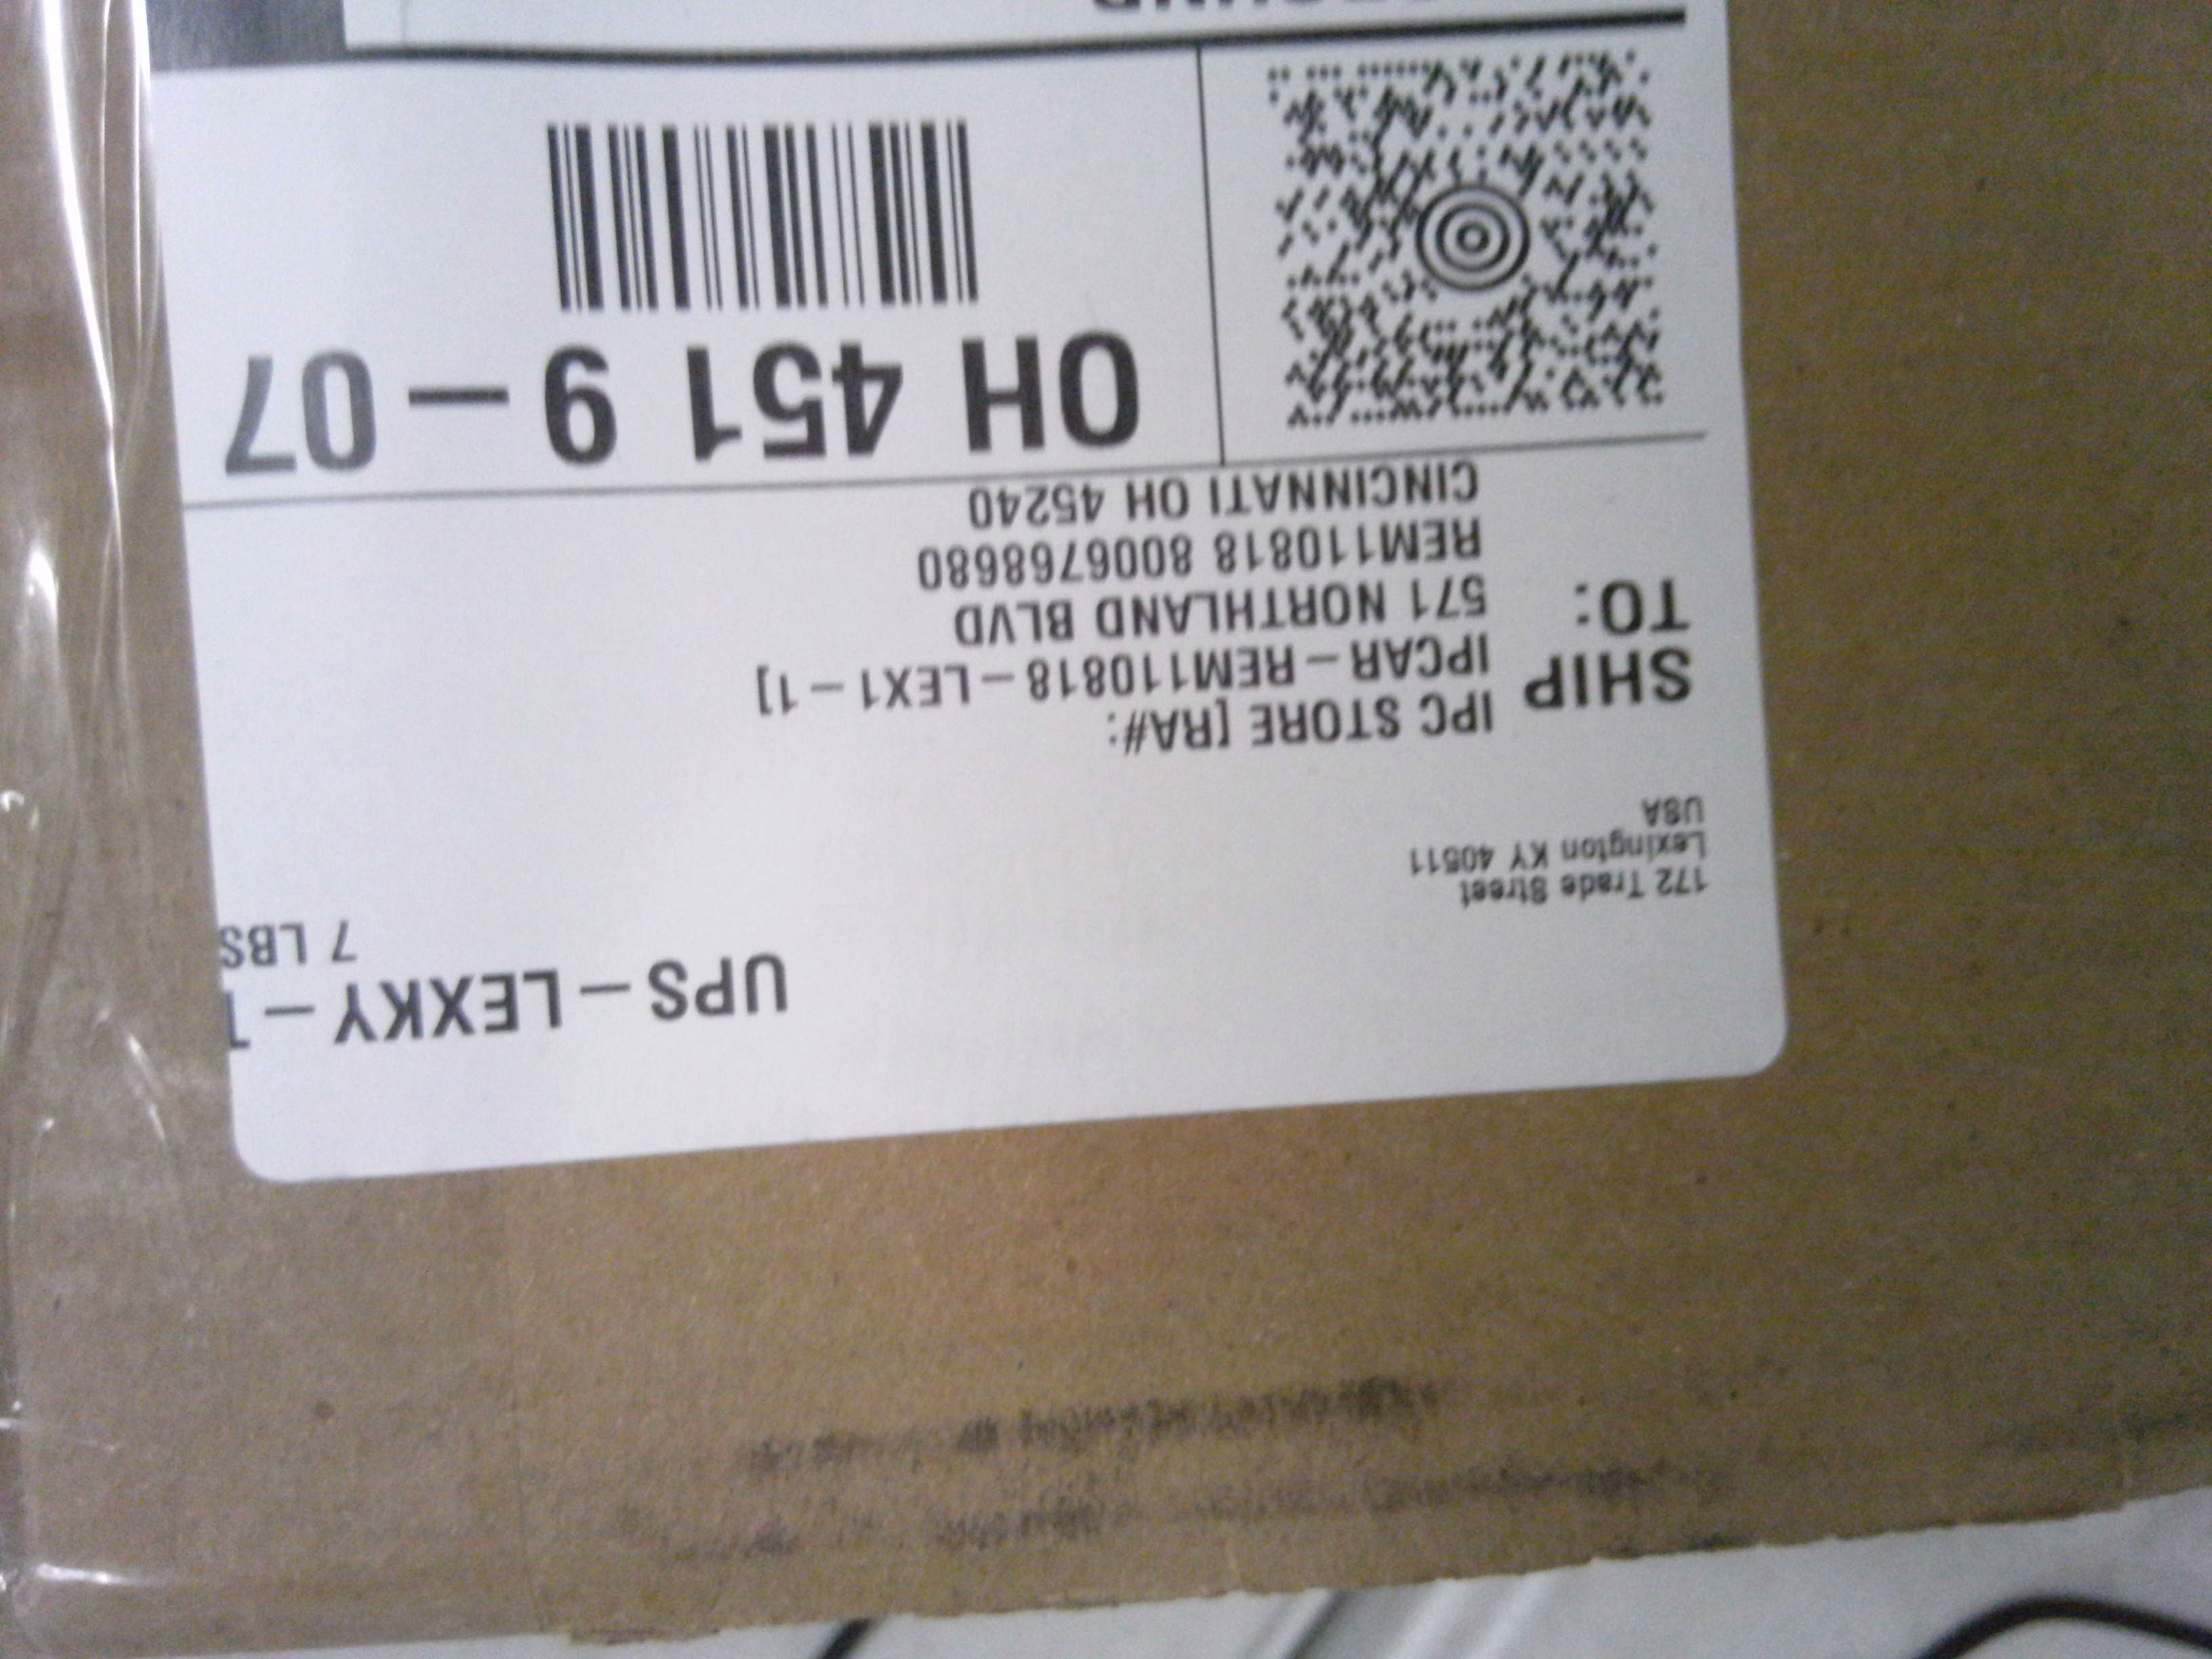 UPS-LEXKY-1
7 LBS
172 Trade Street
Lexington KY 40511
USA
SHIP
TO:
IPC STORE [RA#:
IPCAR-REM110818-LEX1-1]
571 NORTHLAND BLVD
REM110818 8006768680
CINCINNATI OH 45240
OH 451 9-07